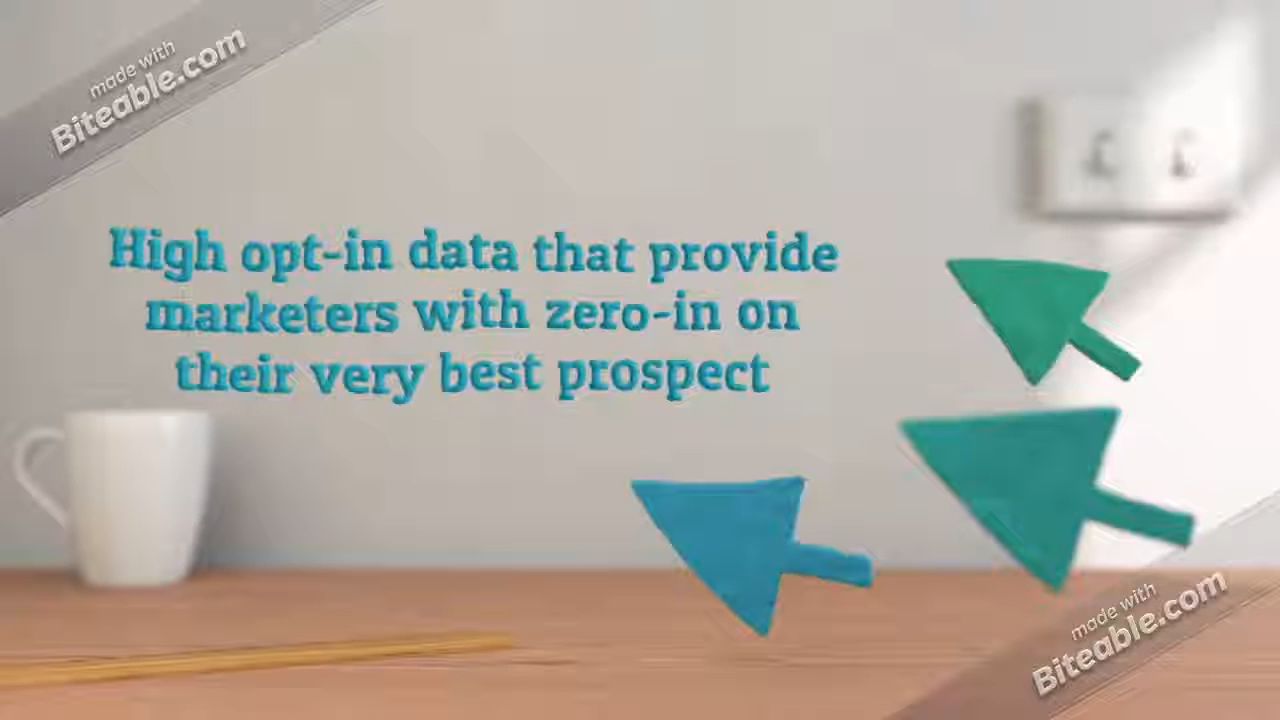 made with
Biteable.com
High opt-in data that provide
marketers with zero-in on
their very best prospect
made with
Biteable.com